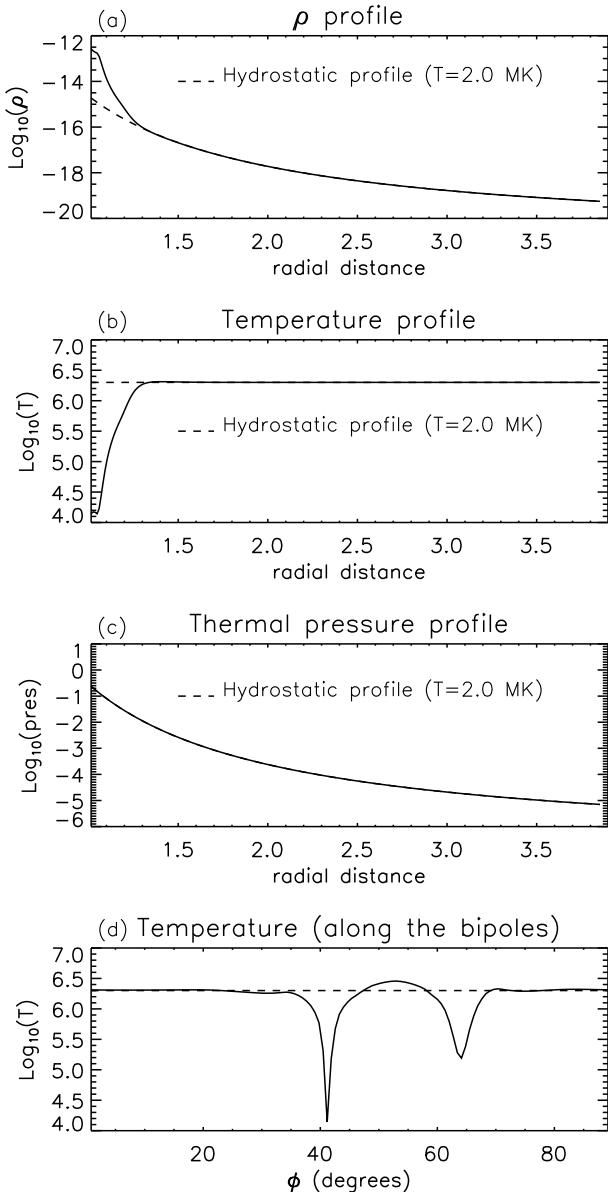 (a) ρ profile
−12
−14
−16
−18
−20
Log10(ρ)
Hydrostatic profile (T=2.0 MK)
1.5 2.0 2.5 3.0 3.5
radial distance
(b) Temperature profile
7.0
6.5
6.0
5.5
5.0
4.5
4.0
Log10(T)
Hydrostatic profile (T=2.0 MK)
1.5 2.0 2.5 3.0 3.5
radial distance
(c) Thermal pressure profile
1
0
−1
−2
−3
−4
−5
−6
Log10(pres)
Hydrostatic profile (T=2.0 MK)
1.5 2.0 2.5 3.0 3.5
radial distance
(d) Temperature (along the bipoles)
7.0
6.5
6.0
5.5
5.0
4.5
4.0
Log10(T)
20 40 60 80
ϕ (degrees)